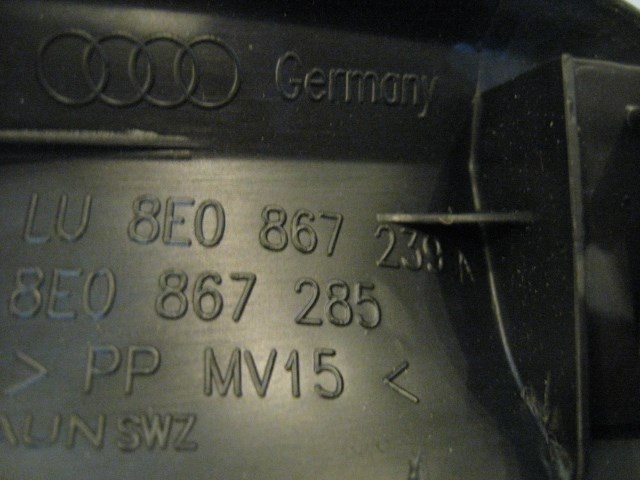 Germany
LU 8E0 867 239 A
8E0 867 285
> PP MV15 <
SWZ